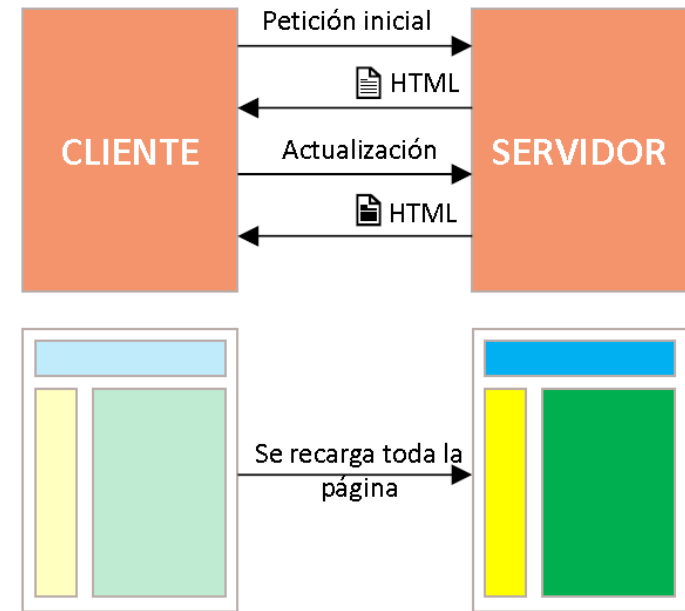 Petición inicial
HTML
CLIENTE
Actualización
SERVIDOR
HTML
Se recarga toda la
página